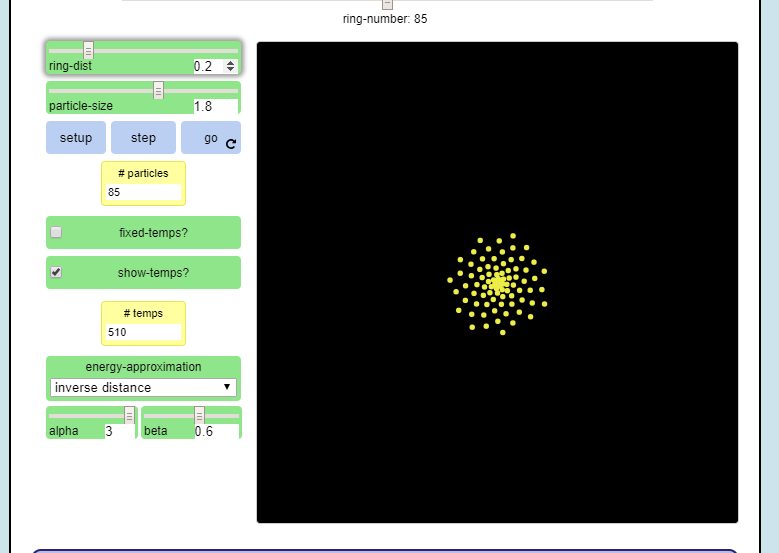 ring-number: 85
ring-dist 0.2
particle-size 1.8
setup step go
# particles
85
fixed-temps?
show-temps?
# temps
510
energy-approximation
inverse distance
alpha 3 beta 0.6